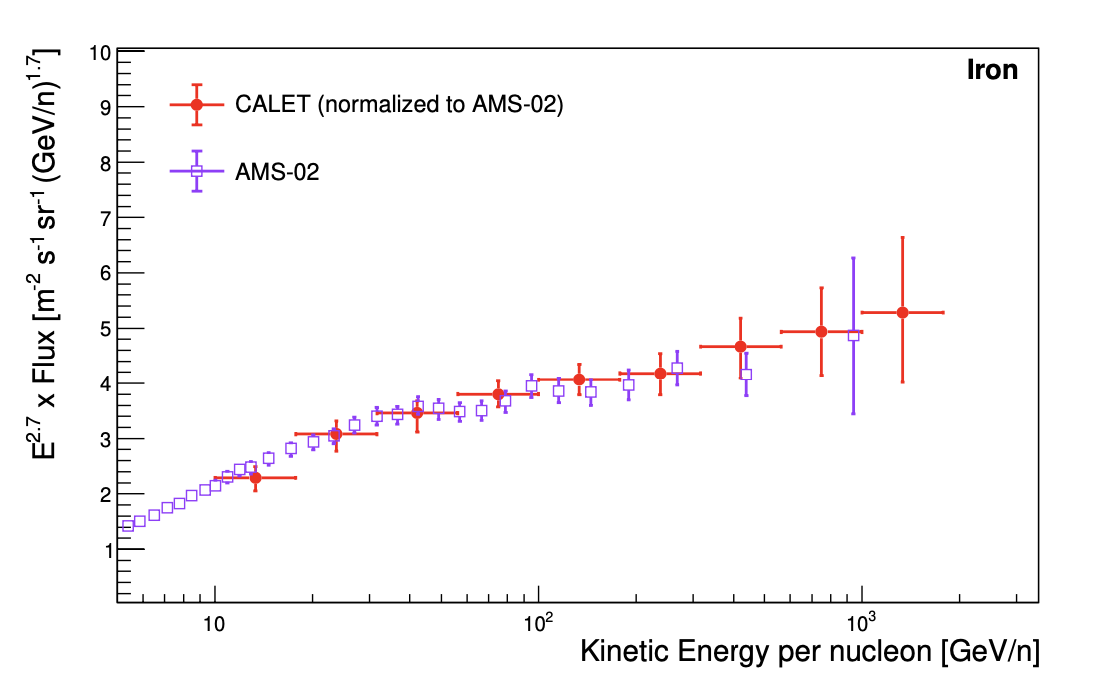 E^2.7 x Flux [m^-2 s^-1 sr^-1 (GeV/n)^1.7]
10
9
8
7
6
5
4
3
2
1
Iron
CALET (normalized to AMS-02)
AMS-02
10 10^2 10^3
Kinetic Energy per nucleon [GeV/n]